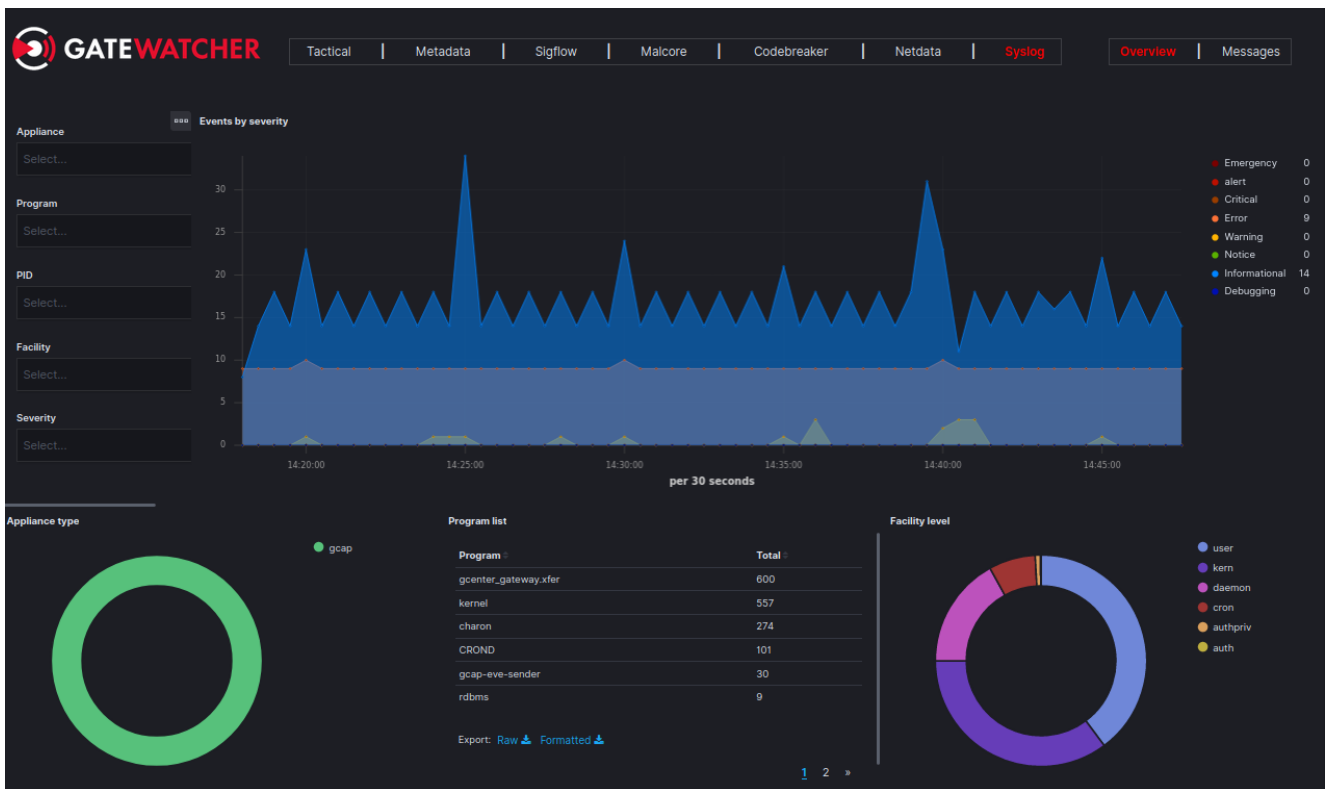 GATEWATCHER
Tactical | Metadata | Sigflow | Malcore | Codebreaker | Netdata | Syslog
Overview | Messages
Appliance
Select...
Program
Select...
PID
Select...
Facility
Select...
Severity
Select...
Events by severity
30
25
20
15
10
5
0
14:20:00 14:25:00 14:30:00 14:35:00 14:40:00 14:45:00
per 30 seconds
Emergency 0
alert 0
Critical 0
Error 9
Warning 0
Notice 0
Informational 14
Debugging 0
Appliance type
gcap
Program list
Program Total
gcenter_gateway.xfer 600
kernel 557
charon 274
CROND 101
gcap-eve-sender 30
rdbms 9
Export: Raw Formatted
1 2 »
Facility level
user
kern
daemon
cron
authpriv
auth